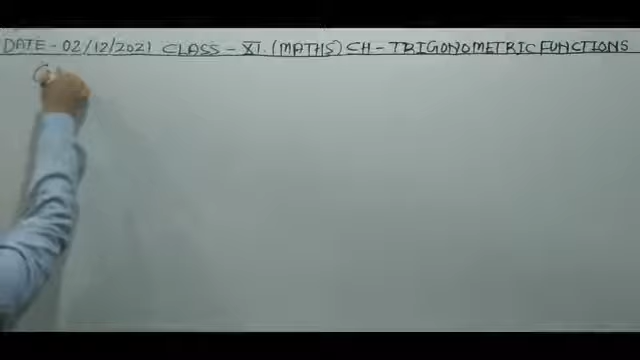 DATE - 02/12/2021 CLASS - XI. (MATHS) CH - TRIGONOMETRIC FUNCTIONS